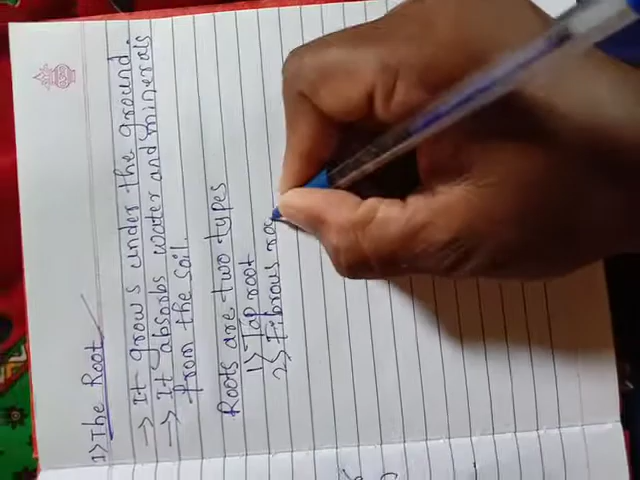 1) The Root
→ It grows under the ground.
→ It absorbs water and minerals
from the soil.
Roots are two types
1) Tap root
2) Fibrous ro